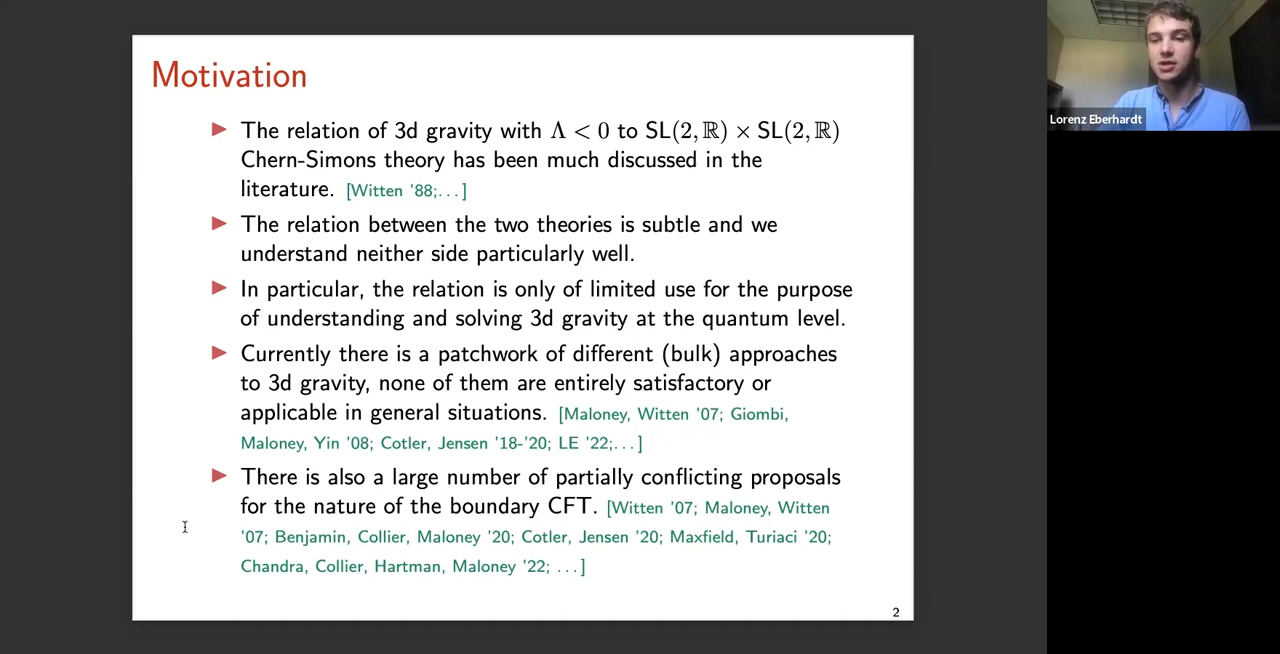 Motivation
▶ The relation of 3d gravity with Λ < 0 to SL(2, ℝ) × SL(2, ℝ)
Chern-Simons theory has been much discussed in the
literature. [Witten '88;...]
▶ The relation between the two theories is subtle and we
understand neither side particularly well.
▶ In particular, the relation is only of limited use for the purpose
of understanding and solving 3d gravity at the quantum level.
▶ Currently there is a patchwork of different (bulk) approaches
to 3d gravity, none of them are entirely satisfactory or
applicable in general situations. [Maloney, Witten '07; Giombi,
Maloney, Yin '08; Cotler, Jensen '18-'20; LE '22;...]
▶ There is also a large number of partially conflicting proposals
for the nature of the boundary CFT. [Witten '07; Maloney, Witten
'07; Benjamin, Collier, Maloney '20; Cotler, Jensen '20; Maxfield, Turiaci '20;
Chandra, Collier, Hartman, Maloney '22; ...]
2
Lorenz Eberhardt